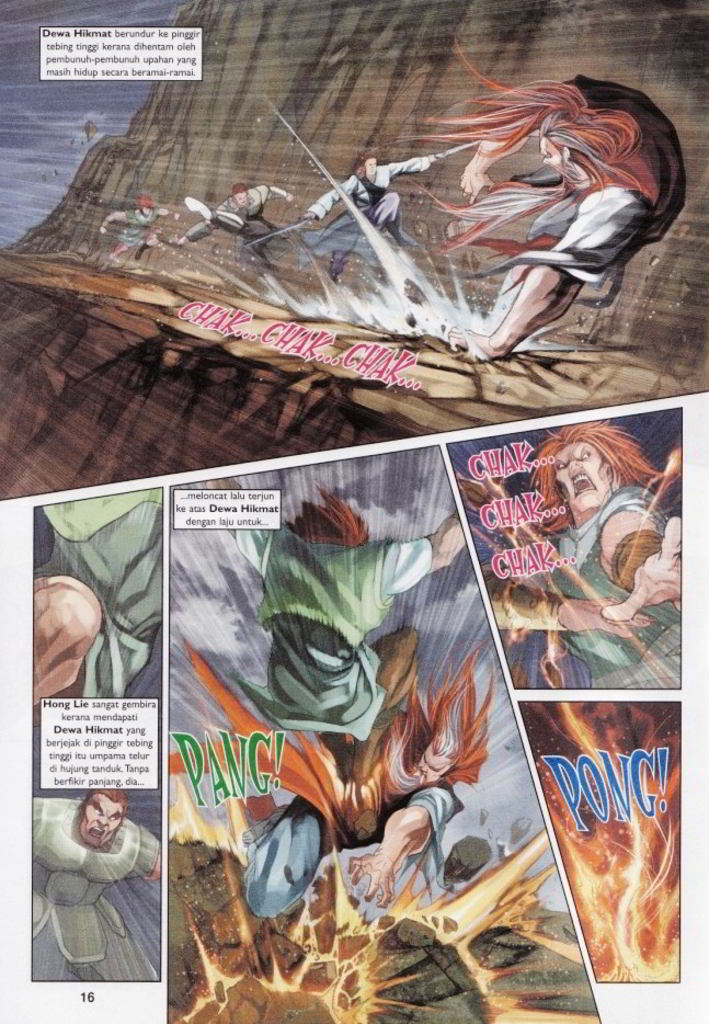 Dewa Hikmat berundur ke pinggir
tebing tinggi kerana dihentam oleh
pembunuh-pembunuh upahan yang
masih hidup secara beramai-ramai.
CHAK... CHAK... CHAK...
Hong Lie sangat gembira
kerana mendapati
Dewa Hikmat yang
berjejak di pinggir tebing
tinggi itu umpama telur
di hujung tanduk. Tanpa
berfikir panjang, dia...
...meloncat lalu terjun
ke atas Dewa Hikmat
dengan laju untuk...
PANG!
CHAK...
CHAK...
CHAK...
PONG!
16